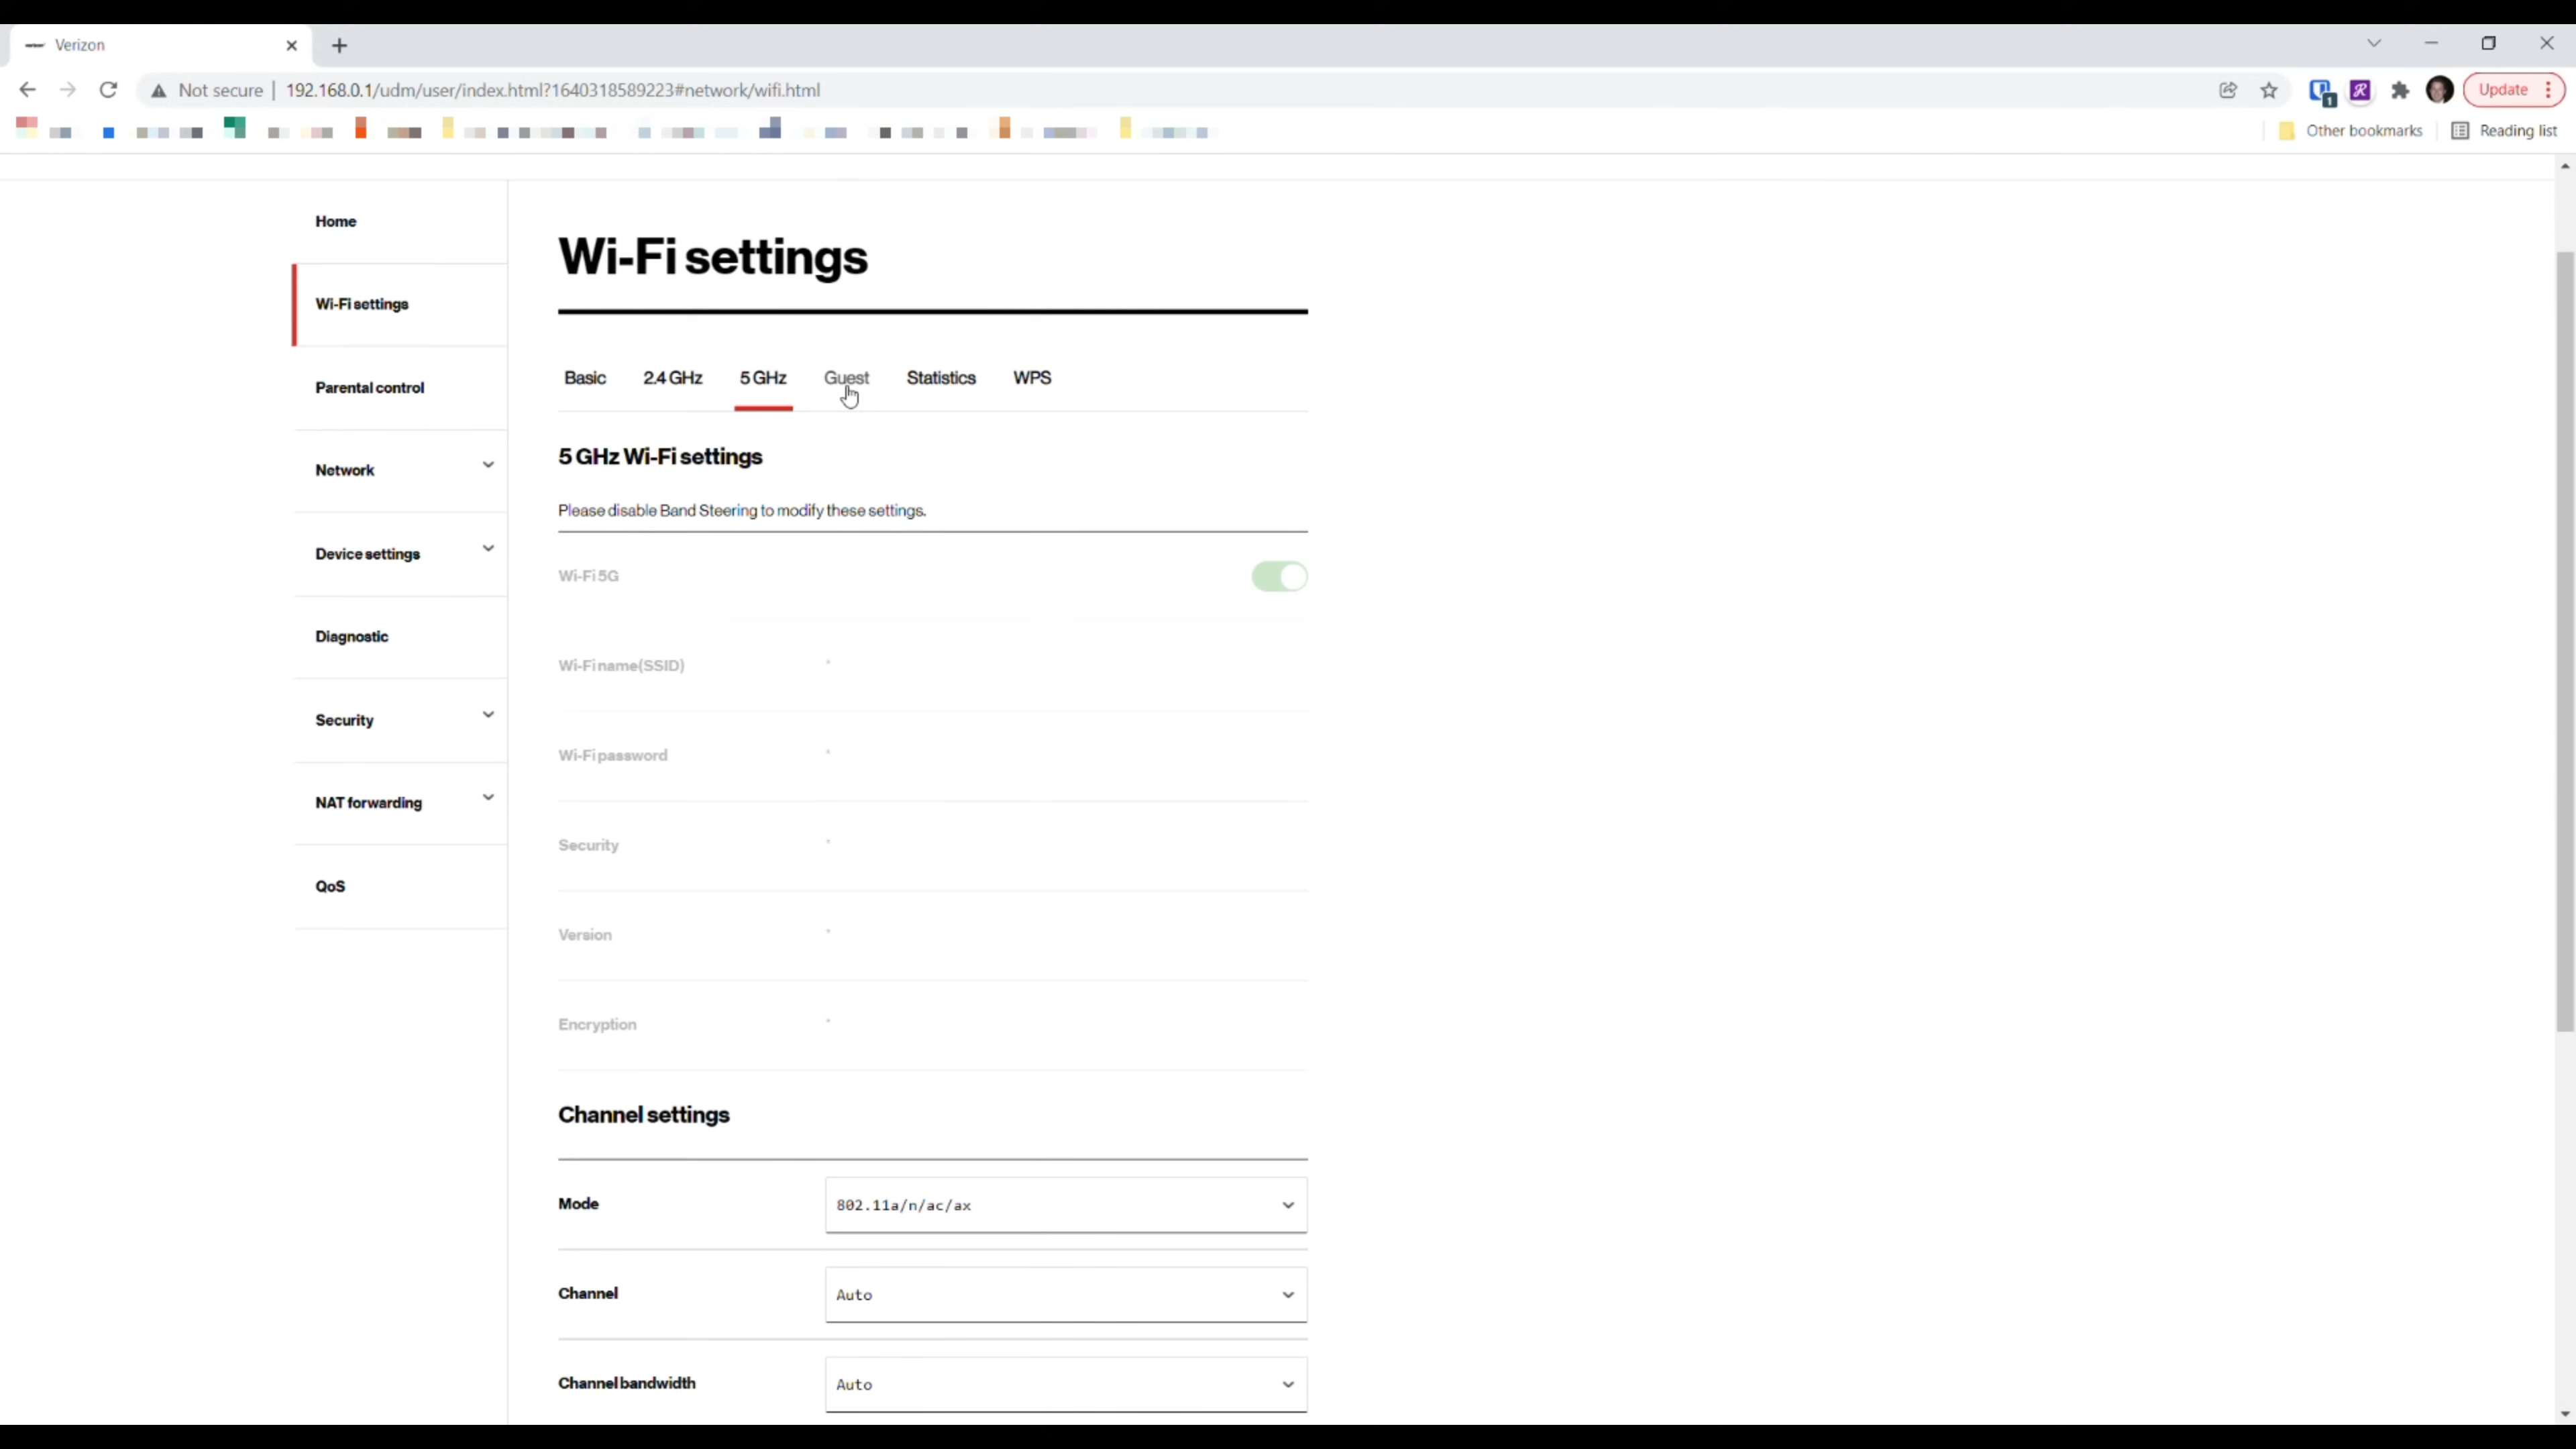 Verizon
Not secure | 192.168.0.1/udm/user/index.html?1640318589223#network/wifi.html
Update
1
Other bookmarks
Reading list
Home
Wi-Fi settings
Parental control
Network
Device settings
Diagnostic
Security
NAT forwarding
QoS
Wi-Fi settings
Basic 2.4 GHz 5 GHz Guest Statistics WPS
5 GHz Wi-Fi settings
Please disable Band Steering to modify these settings.
Wi-Fi 5G
Wi-Fi name(SSID)
Wi-Fi password
Security
Version
Encryption
Channel settings
Mode 802.11a/n/ac/ax
Channel Auto
Channel bandwidth Auto